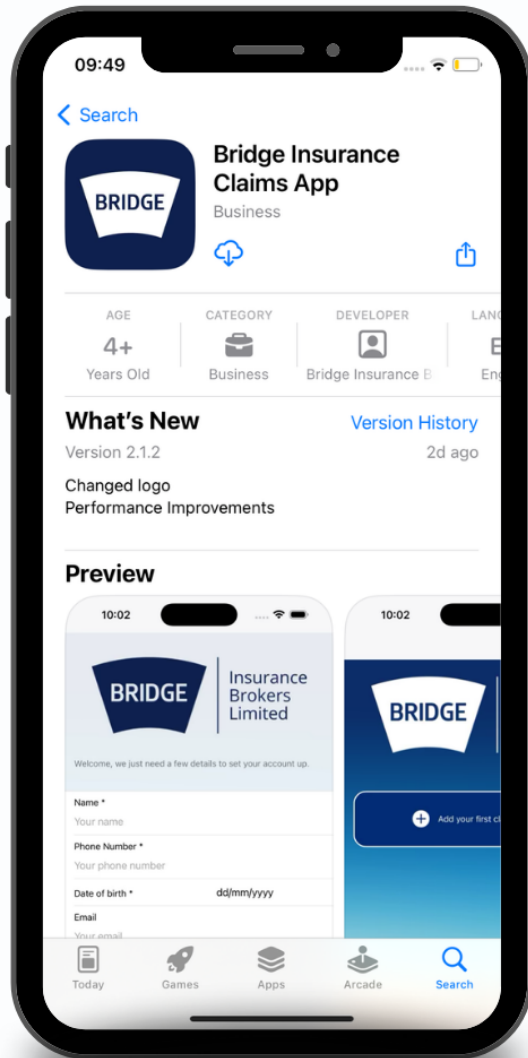 09:49
Search
BRIDGE
Bridge Insurance
Claims App
Business
AGE
4+
Years Old
CATEGORY
Business
DEVELOPER
Bridge Insurance B
LANG
E
Eng
What's New
Version History
Version 2.1.2
2d ago
Changed logo
Performance Improvements
Preview
10:02
BRIDGE
Insurance
Brokers
Limited
Welcome, we just need a few details to set your account up.
Name *
Your name
Phone Number *
Your phone number
Date of birth *
dd/mm/yyyy
Email
Your email
10:02
BRIDGE
Add your first cl
Today
Games
Apps
Arcade
Search